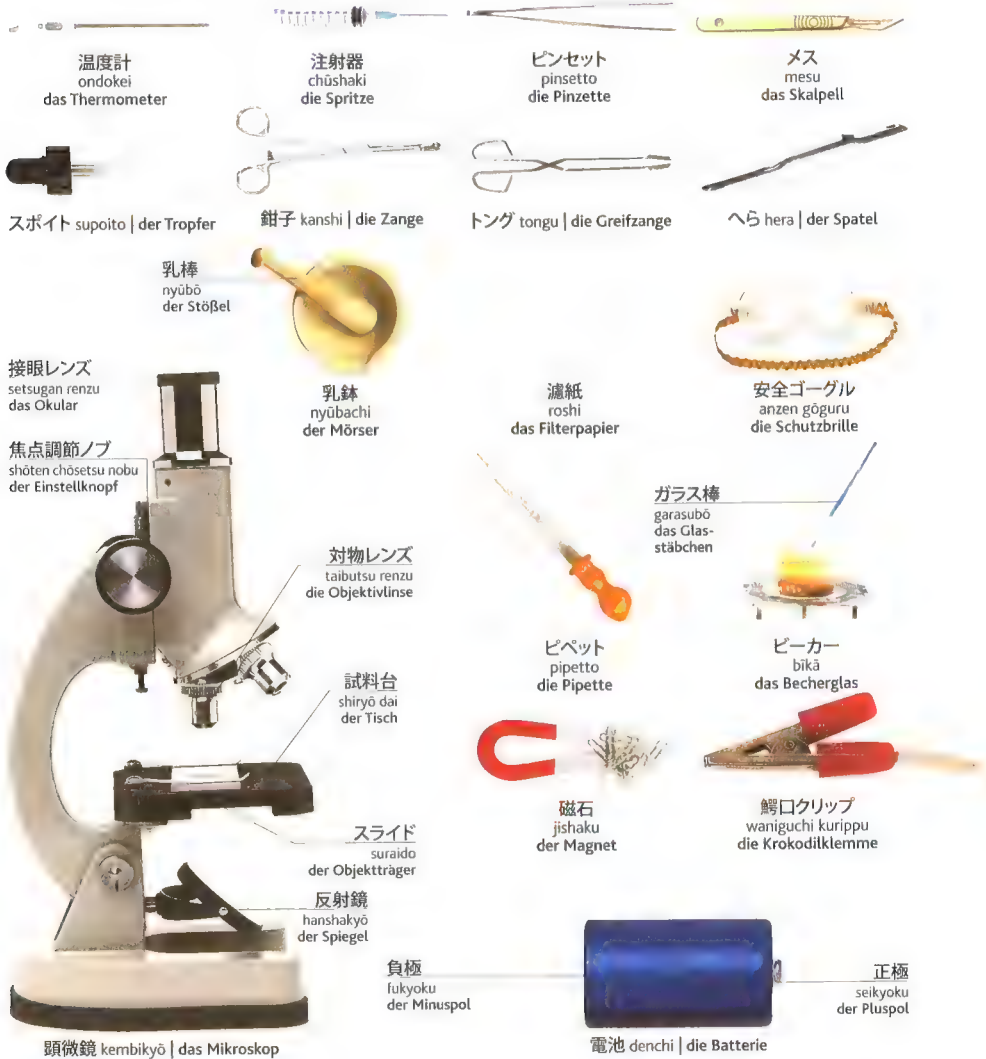 温度計
ondokei
das Thermometer
注射器
chūshaki
die Spritze
ピンセット
pinsetto
die Pinzette
メス
mesu
das Skalpell
スポイト supoito | der Tropfer
鉗子 kanshi | die Zange
トング tongu | die Greifzange
へら hera | der Spatel
乳棒
nyūbō
der Stößel
乳鉢
nyūbachi
der Mörser
濾紙
roshi
das Filterpapier
安全ゴーグル
anzen gōguru
die Schutzbrille
接眼レンズ
setsugan renzu
das Okular
焦点調節ノブ
shōten chōsetsu nobu
der Einstellknopf
対物レンズ
taibutsu renzu
die Objektivlinse
試料台
shiryō dai
der Tisch
スライド
suraido
der Objektträger
反射鏡
hanshakyō
der Spiegel
顕微鏡 kembikyō | das Mikroskop
ガラス棒
garasubō
das Glas-
stäbchen
ピペット
pipetto
die Pipette
ビーカー
bīkā
das Becherglas
磁石
jishaku
der Magnet
鰐口クリップ
waniguchi kurippu
die Krokodilklemme
負極
fukyoku
der Minuspol
正極
seikyoku
der Pluspol
電池 denchi | die Batterie